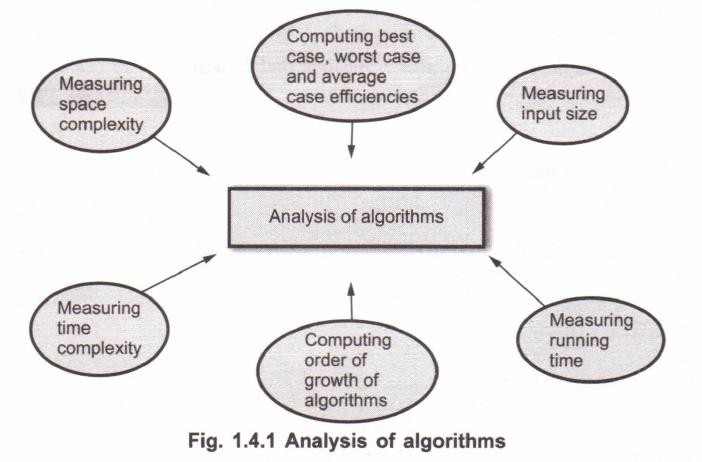 Computing best
case, worst case
and average
case efficiencies
Measuring
space
complexity
Measuring
input size
Analysis of algorithms
Measuring
time
complexity
Computing
order of
growth of
algorithms
Measuring
running
time
Fig. 1.4.1 Analysis of algorithms